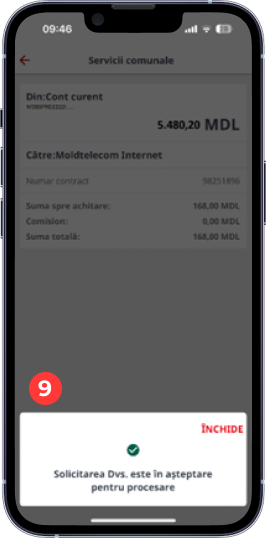 09:46
Servicii comunale
Din:Cont curent
5.480,20 MDL
Către:Moldtelecom Internet
Numar contract 98251896
Suma spre achitare: 168,00 MDL
Comision: 0,00 MDL
Suma totală: 168,00 MDL
9
ÎNCHIDE
Solicitarea Dvs. este în așteptare
pentru procesare